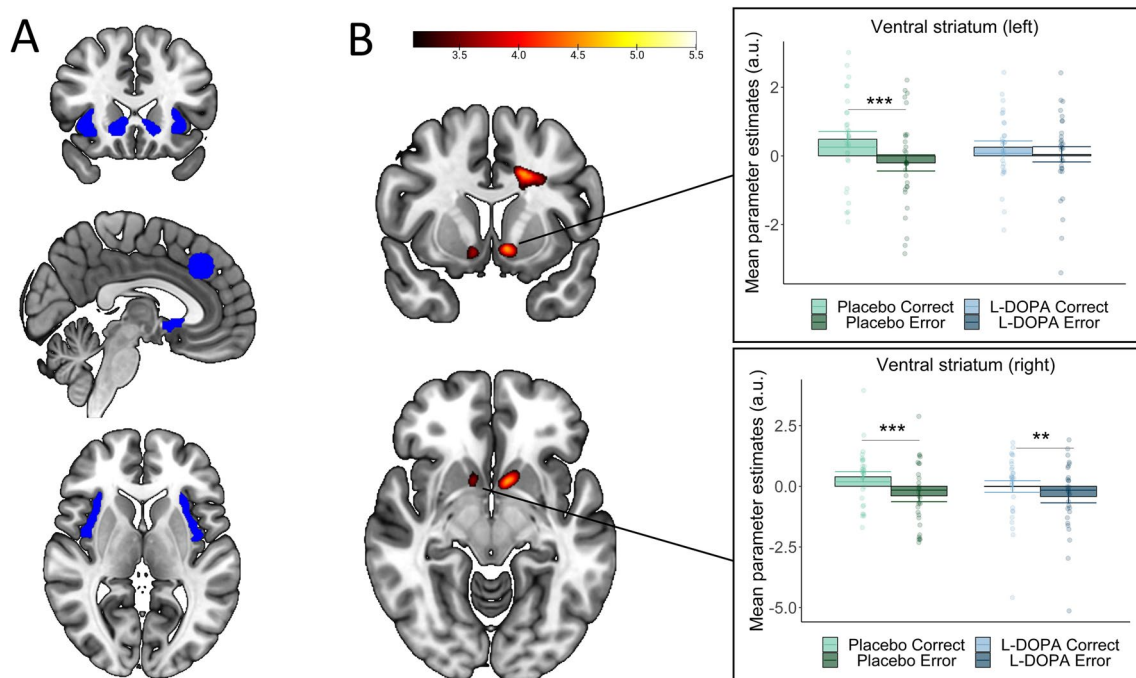 A
B
3.5 4.0 4.5 5.0 5.5
Ventral striatum (left)
Mean parameter estimates (a.u.)
2
0
-2
***
Placebo Correct L-DOPA Correct
Placebo Error L-DOPA Error
Ventral striatum (right)
Mean parameter estimates (a.u.)
2.5
0.0
-2.5
-5.0
*** **
Placebo Correct L-DOPA Correct
Placebo Error L-DOPA Error